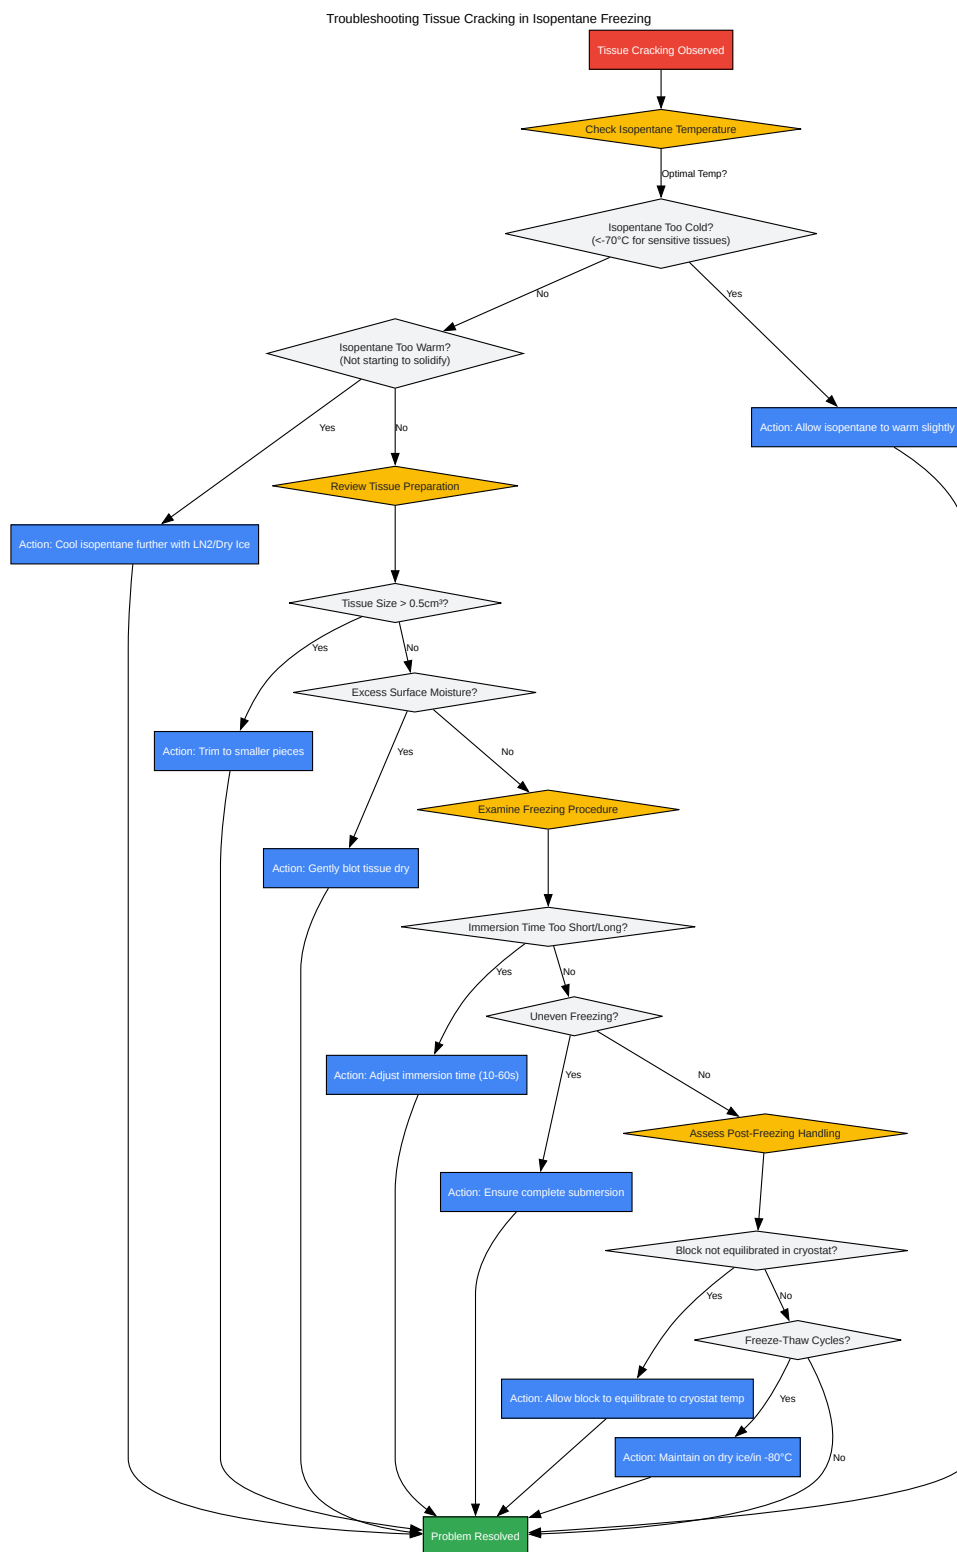 Troubleshooting Tissue Cracking in Isopentane Freezing
Tissue Cracking Observed
Check Isopentane Temperature
Optimal Temp?
Isopentane Too Cold?
(<-70°C for sensitive tissues)
No
Yes
Isopentane Too Warm?
(Not starting to solidify)
Yes
No
Action: Allow isopentane to warm slightly
Review Tissue Preparation
Action: Cool isopentane further with LN2/Dry Ice
Tissue Size > 0.5cm³?
Yes
No
Excess Surface Moisture?
Action: Trim to smaller pieces
Yes
No
Examine Freezing Procedure
Action: Gently blot tissue dry
Immersion Time Too Short/Long?
Yes
No
Uneven Freezing?
Action: Adjust immersion time (10-60s)
Yes
No
Assess Post-Freezing Handling
Action: Ensure complete submersion
Block not equilibrated in cryostat?
Yes
No
Freeze-Thaw Cycles?
Action: Allow block to equilibrate to cryostat temp
Yes
Action: Maintain on dry ice/in -80°C
No
Problem Resolved